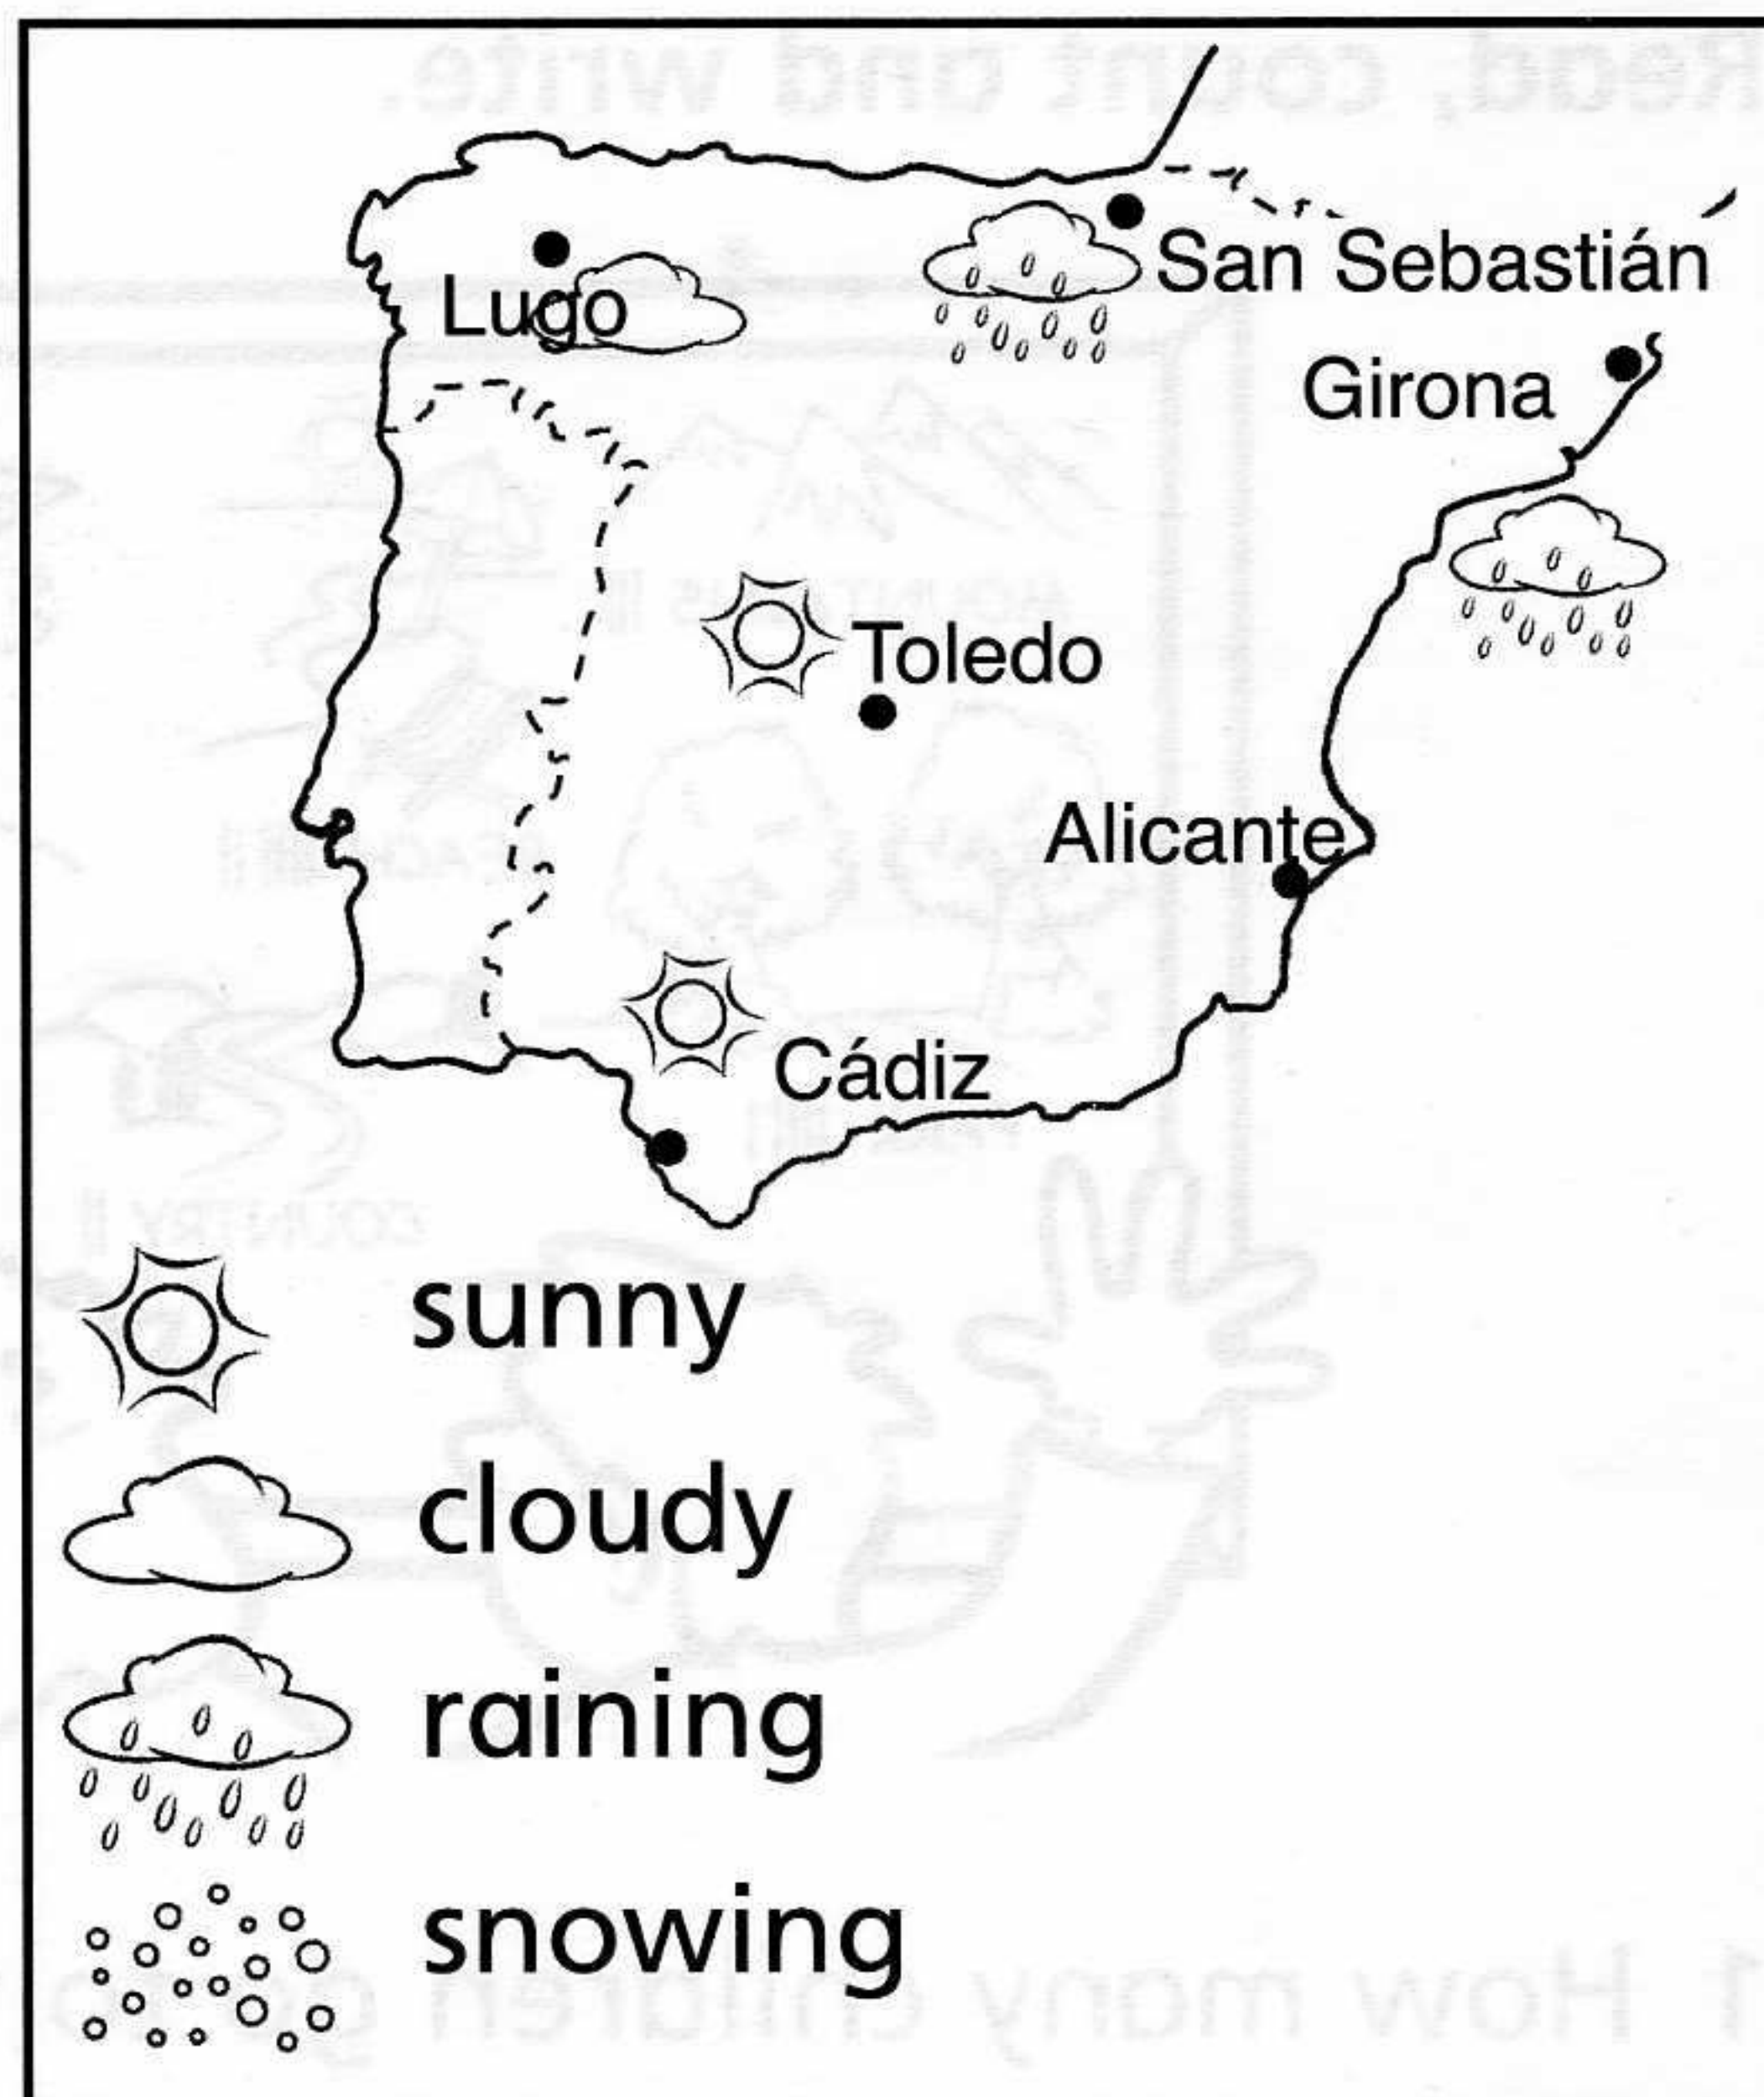 Lugo
San Sebastián
Girona
Toledo
Alicante
Cádiz
sunny
cloudy
raining
snowing